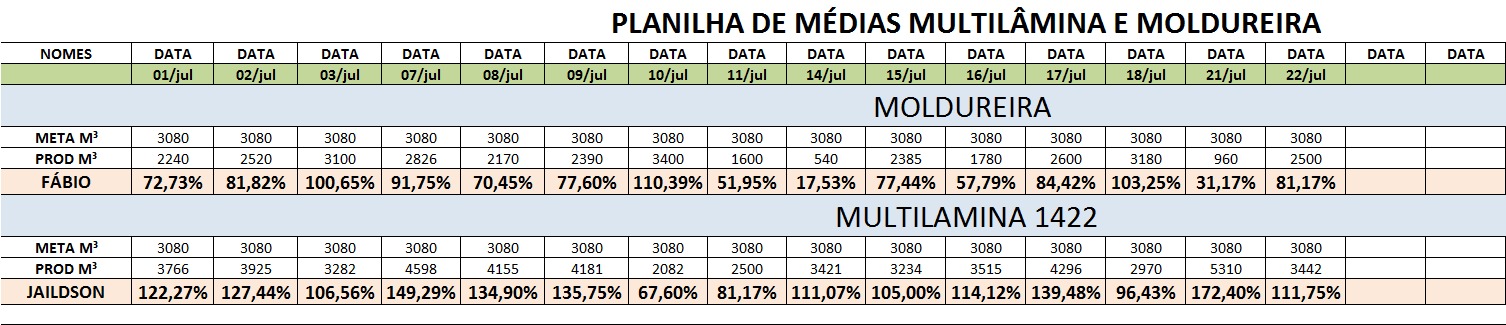 PLANILHA DE MÉDIAS MULTILÂMINA E MOLDUREIRA
NOMES DATA DATA DATA DATA DATA DATA DATA DATA DATA DATA DATA DATA DATA DATA DATA DATA DATA
01/jul 02/jul 03/jul 07/jul 08/jul 09/jul 10/jul 11/jul 14/jul 15/jul 16/jul 17/jul 18/jul 21/jul 22/jul
MOLDUREIRA
META M³ 3080 3080 3080 3080 3080 3080 3080 3080 3080 3080 3080 3080 3080 3080 3080
PROD M³ 2240 2520 3100 2826 2170 2390 3400 1600 540 2385 1780 2600 3180 960 2500
FÁBIO 72,73% 81,82% 100,65% 91,75% 70,45% 77,60% 110,39% 51,95% 17,53% 77,44% 57,79% 84,42% 103,25% 31,17% 81,17%
MULTILAMINA 1422
META M³ 3080 3080 3080 3080 3080 3080 3080 3080 3080 3080 3080 3080 3080 3080 3080
PROD M³ 3766 3925 3282 4598 4155 4181 2082 2500 3421 3234 3515 4296 2970 5310 3442
JAILDSON 122,27% 127,44% 106,56% 149,29% 134,90% 135,75% 67,60% 81,17% 111,07% 105,00% 114,12% 139,48% 96,43% 172,40% 111,75%